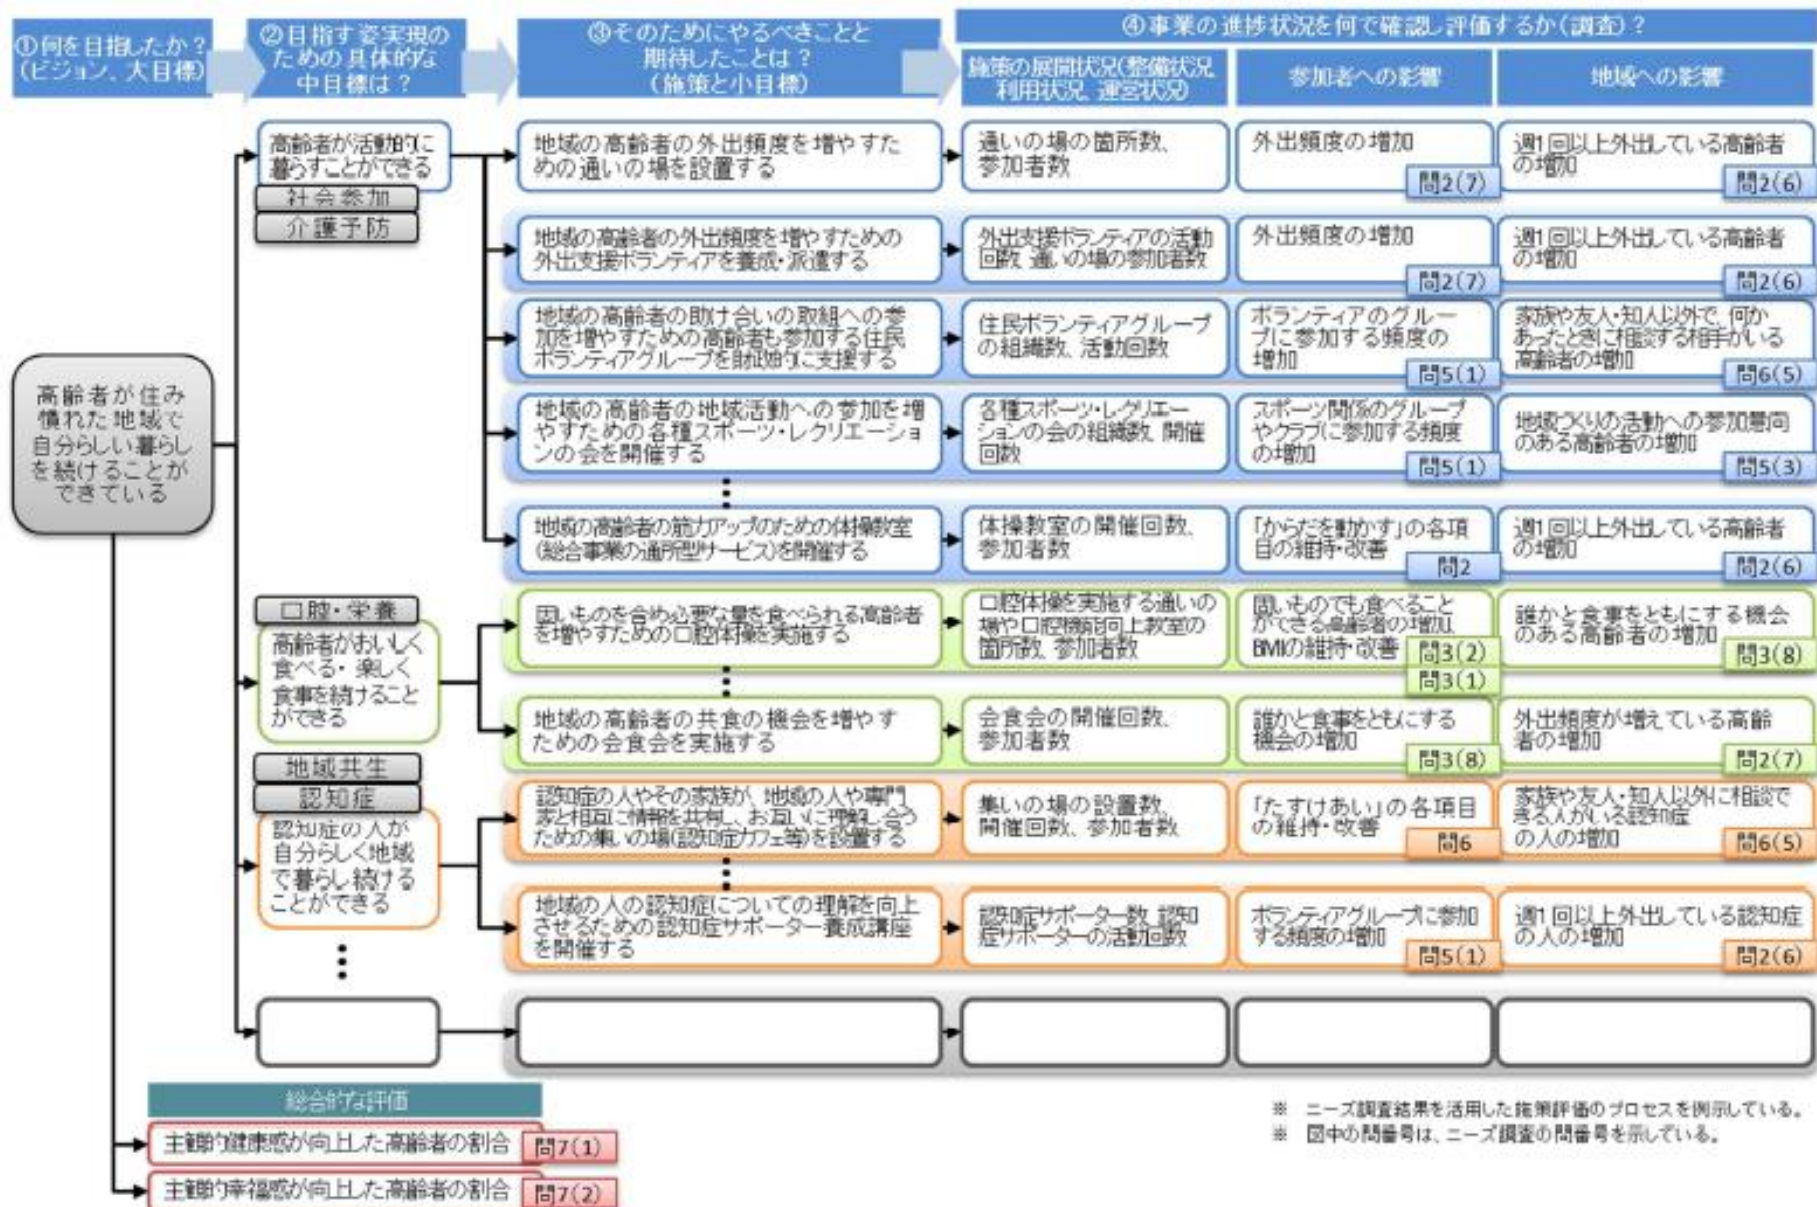 ①何を目指したか？
（ビジョン、大目標）
②目指す姿実現の
ための具体的な
中目標は？
③そのためにやるべきことと
期待したことは？
（施策と小目標）
④事業の進捗状況を何で確認し評価するか（調査）？
施策の展開状況(整備状況、
利用状況、運営状況)
参加者への影響
地域への影響
高齢者が住み
慣れた地域で
自分らしい暮らし
を続けることが
できている
高齢者が活動的に
暮らすことができる
社会参加
介護予防
地域の高齢者の外出頻度を増やすた
めの通いの場を設置する
通いの場の箇所数、
参加者数
外出頻度の増加
問2(7)
週1回以上外出している高齢者
の増加
問2(6)
地域の高齢者の外出頻度を増やすための
外出支援ボランティアを養成・派遣する
外出支援ボランティアの活動
回数、通いの場の参加者数
外出頻度の増加
問2(7)
週1回以上外出している高齢者
の増加
問2(6)
地域の高齢者の助け合いの取組への参
加を増やすための高齢者も参加する住民
ボランティアグループを財政的に支援する
住民ボランティアグループ
の組織数、活動回数
ボランティアのグルー
プに参加する頻度の
増加
問5(1)
家族や友人・知人以外で、何か
あったときに相談する相手がいる
高齢者の増加
問6(5)
地域の高齢者の地域活動への参加を増
やすための各種スポーツ・レクリエーショ
ンの会を開催する
各種スポーツ・レクリエー
ションの会の組織数、開催
回数
スポーツ関係のグループ
やクラブに参加する頻度
の増加
問5(1)
地域づくりの活動への参加意向
のある高齢者の増加
問5(3)
地域の高齢者の筋力アップのための体操教室
(総合事業の通所型サービス)を開催する
体操教室の開催回数、
参加者数
「からだを動かす」の各項
目の維持・改善
問2
週1回以上外出している高齢者
の増加
問2(6)
口腔・栄養
高齢者がおいしく
食べる・楽しく
食事を続けること
ができる
固いものを含め必要な量を食べられる高齢者
を増やすための口腔体操を実施する
口腔体操を実施する通いの
場や口腔機能向上教室の
箇所数、参加者数
固いものでも食べること
ができる高齢者の増加、
BMIの維持・改善
問3(2)
問3(1)
誰かと食事をともにする機会
のある高齢者の増加
問3(8)
地域の高齢者の共食の機会を増やす
ための会食会を実施する
会食会の開催回数、
参加者数
誰かと食事をともにする
機会の増加
問3(8)
外出頻度が増えている高齢
者の増加
問2(7)
地域共生
認知症
認知症の人が
自分らしく地域
で暮らし続ける
ことができる
認知症の人やその家族が、地域の人や専門
家と相互に情報を共有し、お互いに理解し合う
ための集いの場(認知症カフェ等)を設置する
集いの場の設置数、
開催回数、参加者数
「たすけあい」の各項目
の維持・改善
問6
家族や友人・知人以外に相談で
きる人がいる認知症
の人の増加
問6(5)
地域の人の認知症についての理解を向上
させるための認知症サポーター養成講座
を開催する
認知症サポーター数、認知
症サポーターの活動回数
ボランティアグループに参加
する頻度の増加
問5(1)
週1回以上外出している認知症
の人の増加
問2(6)
総合的な評価
主観的健康感が向上した高齢者の割合
問7(1)
主観的幸福感が向上した高齢者の割合
問7(2)
※ ニーズ調査結果を活用した施策評価のプロセスを例示している。
※ 図中の問番号は、ニーズ調査の問番号を示している。